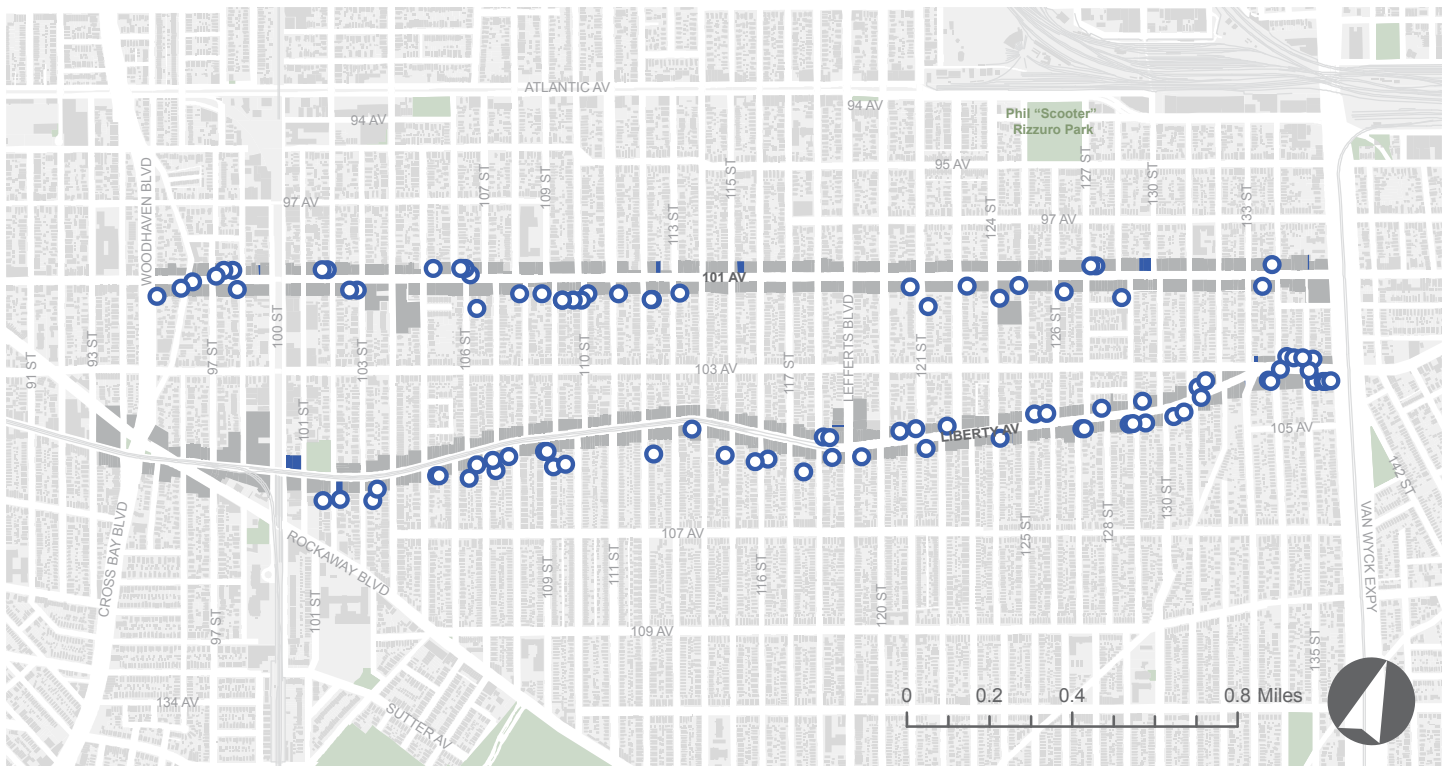 ATLANTIC AV
94 AV
94 AV
Phil “Scooter”
Rizzuro Park
95 AV
WOODHAVEN BLVD
107 ST
109 ST
115 ST
127 ST
130 ST
97 AV
113 ST
124 ST
97 AV
133 ST
101 AV
91 ST
93 ST
97 ST
100 ST
103 ST
106 ST
110 ST
103 AV
117 ST
LEFFERTS BLVD
121 ST
126 ST
101 ST
LIBERTY AV
105 AV
142 ST
CROSS BAY BLVD
ROCKAWAY BLVD
107 AV
125 ST
128 ST
130 ST
VAN WYCK EXPY
97 ST
101 ST
109 ST
111 ST
116 ST
120 ST
109 AV
135 ST
134 AV
SUTTER AV
0 0.2 0.4 0.8 Miles